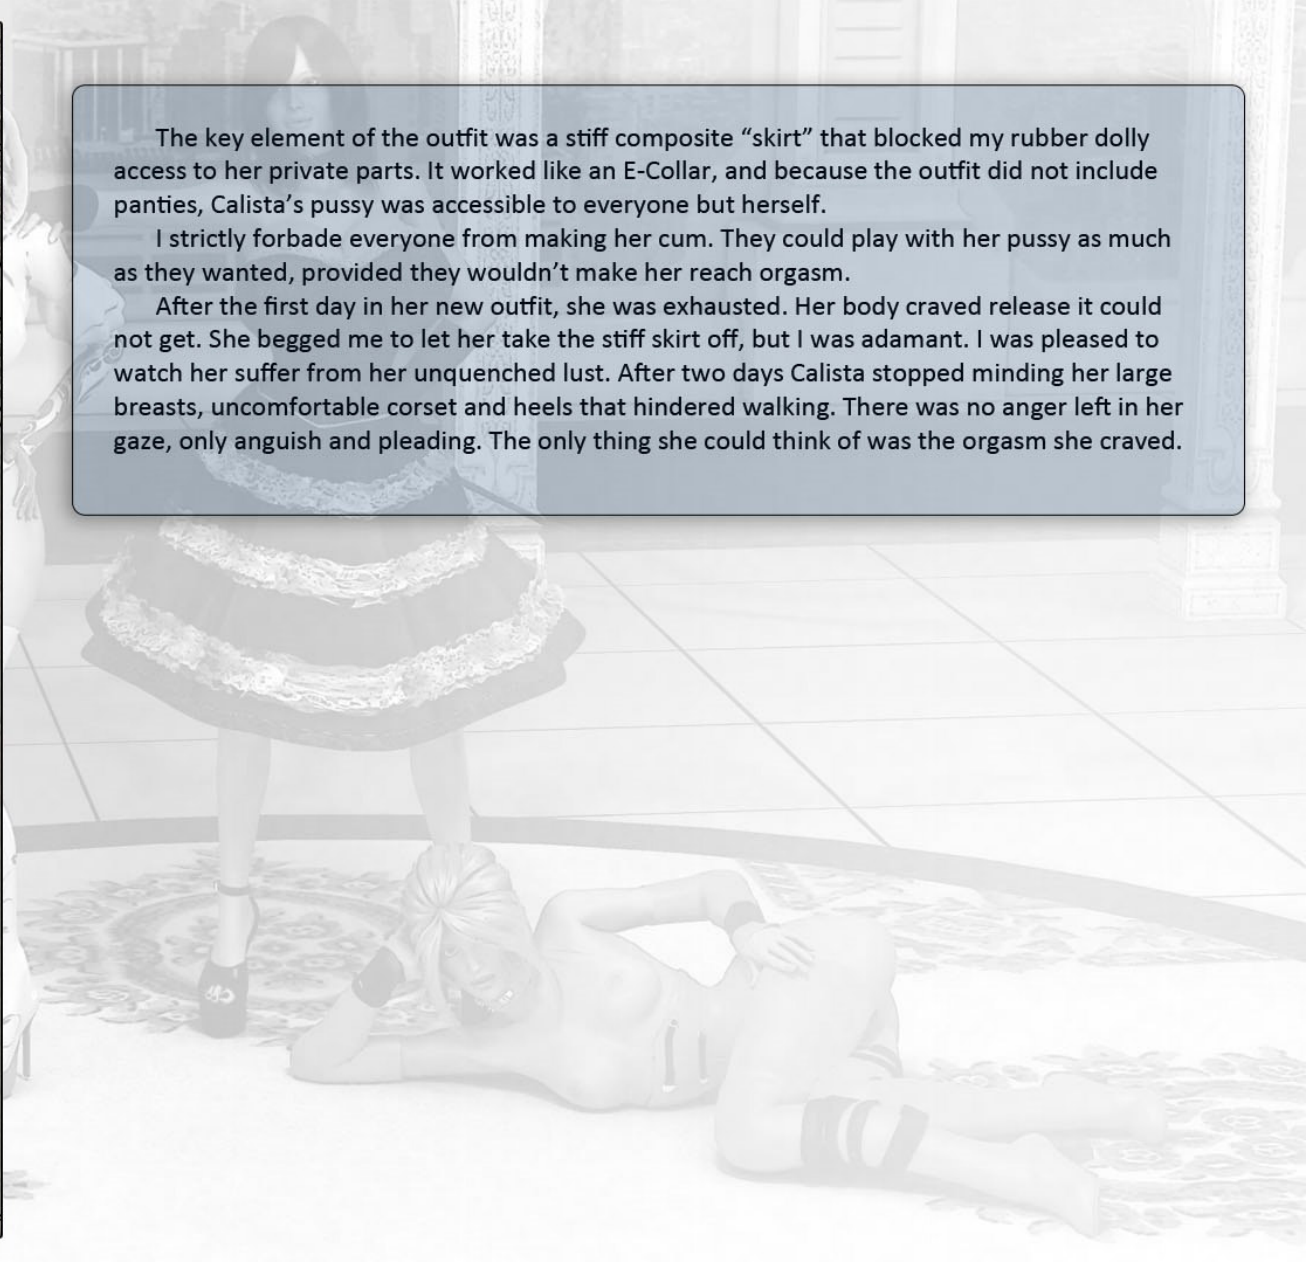 The key element of the outfit was a stiff composite “skirt” that blocked my rubber dolly
access to her private parts. It worked like an E-Collar, and because the outfit did not include
panties, Calista’s pussy was accessible to everyone but herself.
I strictly forbade everyone from making her cum. They could play with her pussy as much
as they wanted, provided they wouldn’t make her reach orgasm.
After the first day in her new outfit, she was exhausted. Her body craved release it could
not get. She begged me to let her take the stiff skirt off, but I was adamant. I was pleased to
watch her suffer from her unquenched lust. After two days Calista stopped minding her large
breasts, uncomfortable corset and heels that hindered walking. There was no anger left in her
gaze, only anguish and pleading. The only thing she could think of was the orgasm she craved.